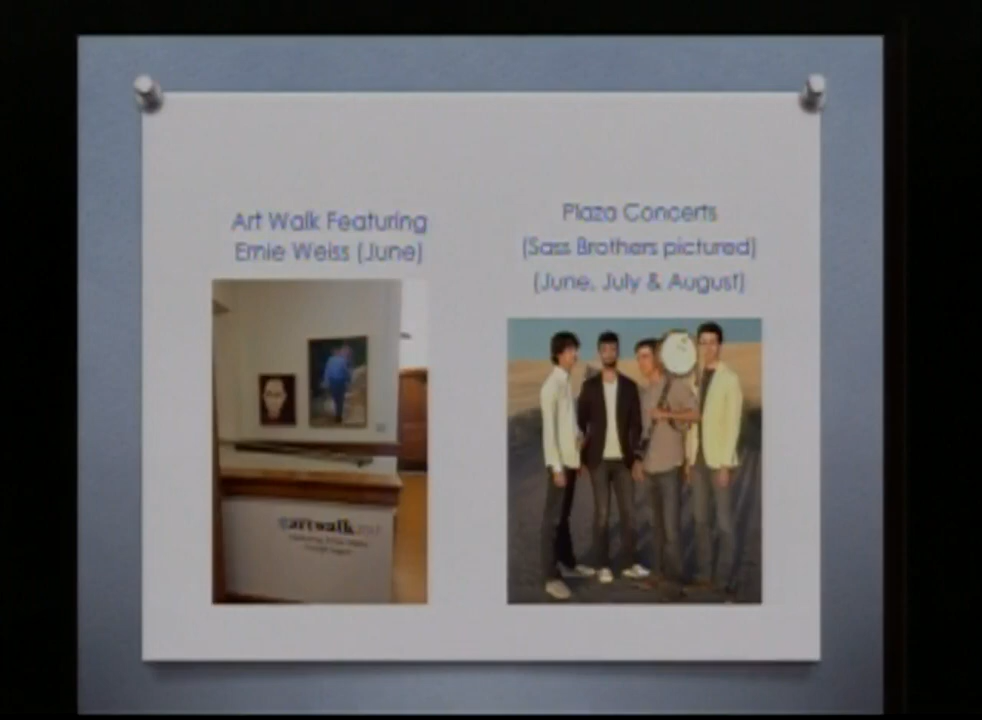 Art Walk Featuring
Ernie Weiss (June)
Plaza Concerts
(Sass Brothers pictured)
(June, July & August)
artwalk